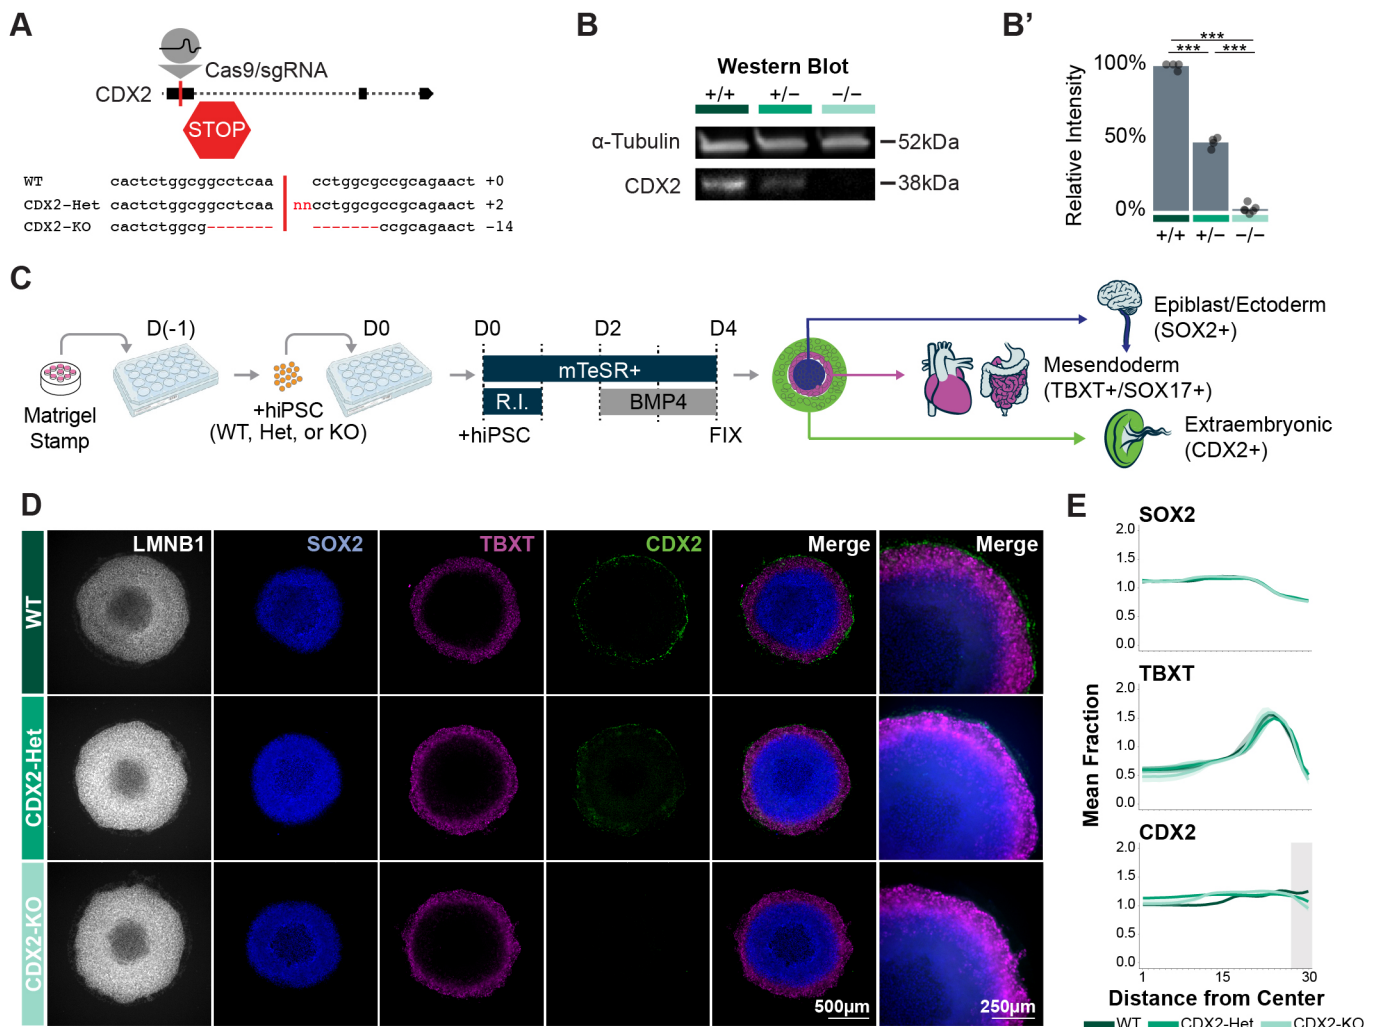 A
Cas9/sgRNA
CDX2
STOP
WT cactctggcggcctcaa cctggcgccgcagaact +0
CDX2-Het cactctggcggcctcaa nncctggcgccgcagaact +2
CDX2-KO cactctggcg------- -------ccgcagaact -14
B
Western Blot
+/+ +/− −/−
α-Tubulin 52kDa
CDX2 38kDa
B’
*** 
*** ***
100%
50%
0%
Relative Intensity
+/+ +/− −/−
C
Matrigel
Stamp
D(-1)
+hiPSC
(WT, Het, or KO)
D0
D0 D2 D4
mTeSR+
R.I. BMP4
+hiPSC FIX
Epiblast/Ectoderm
(SOX2+)
Mesendoderm
(TBXT+/SOX17+)
Extraembryonic
(CDX2+)
D
LMNB1 SOX2 TBXT CDX2 Merge Merge
WT
CDX2-Het
CDX2-KO
500µm 250µm
E
Mean Fraction
SOX2
2.0
1.5
1.0
0.5
0.0
TBXT
2.0
1.5
1.0
0.5
0.0
CDX2
2.0
1.5
1.0
0.5
0.0
1 15 30
Distance from Center
WT CDX2-Het CDX2-KO